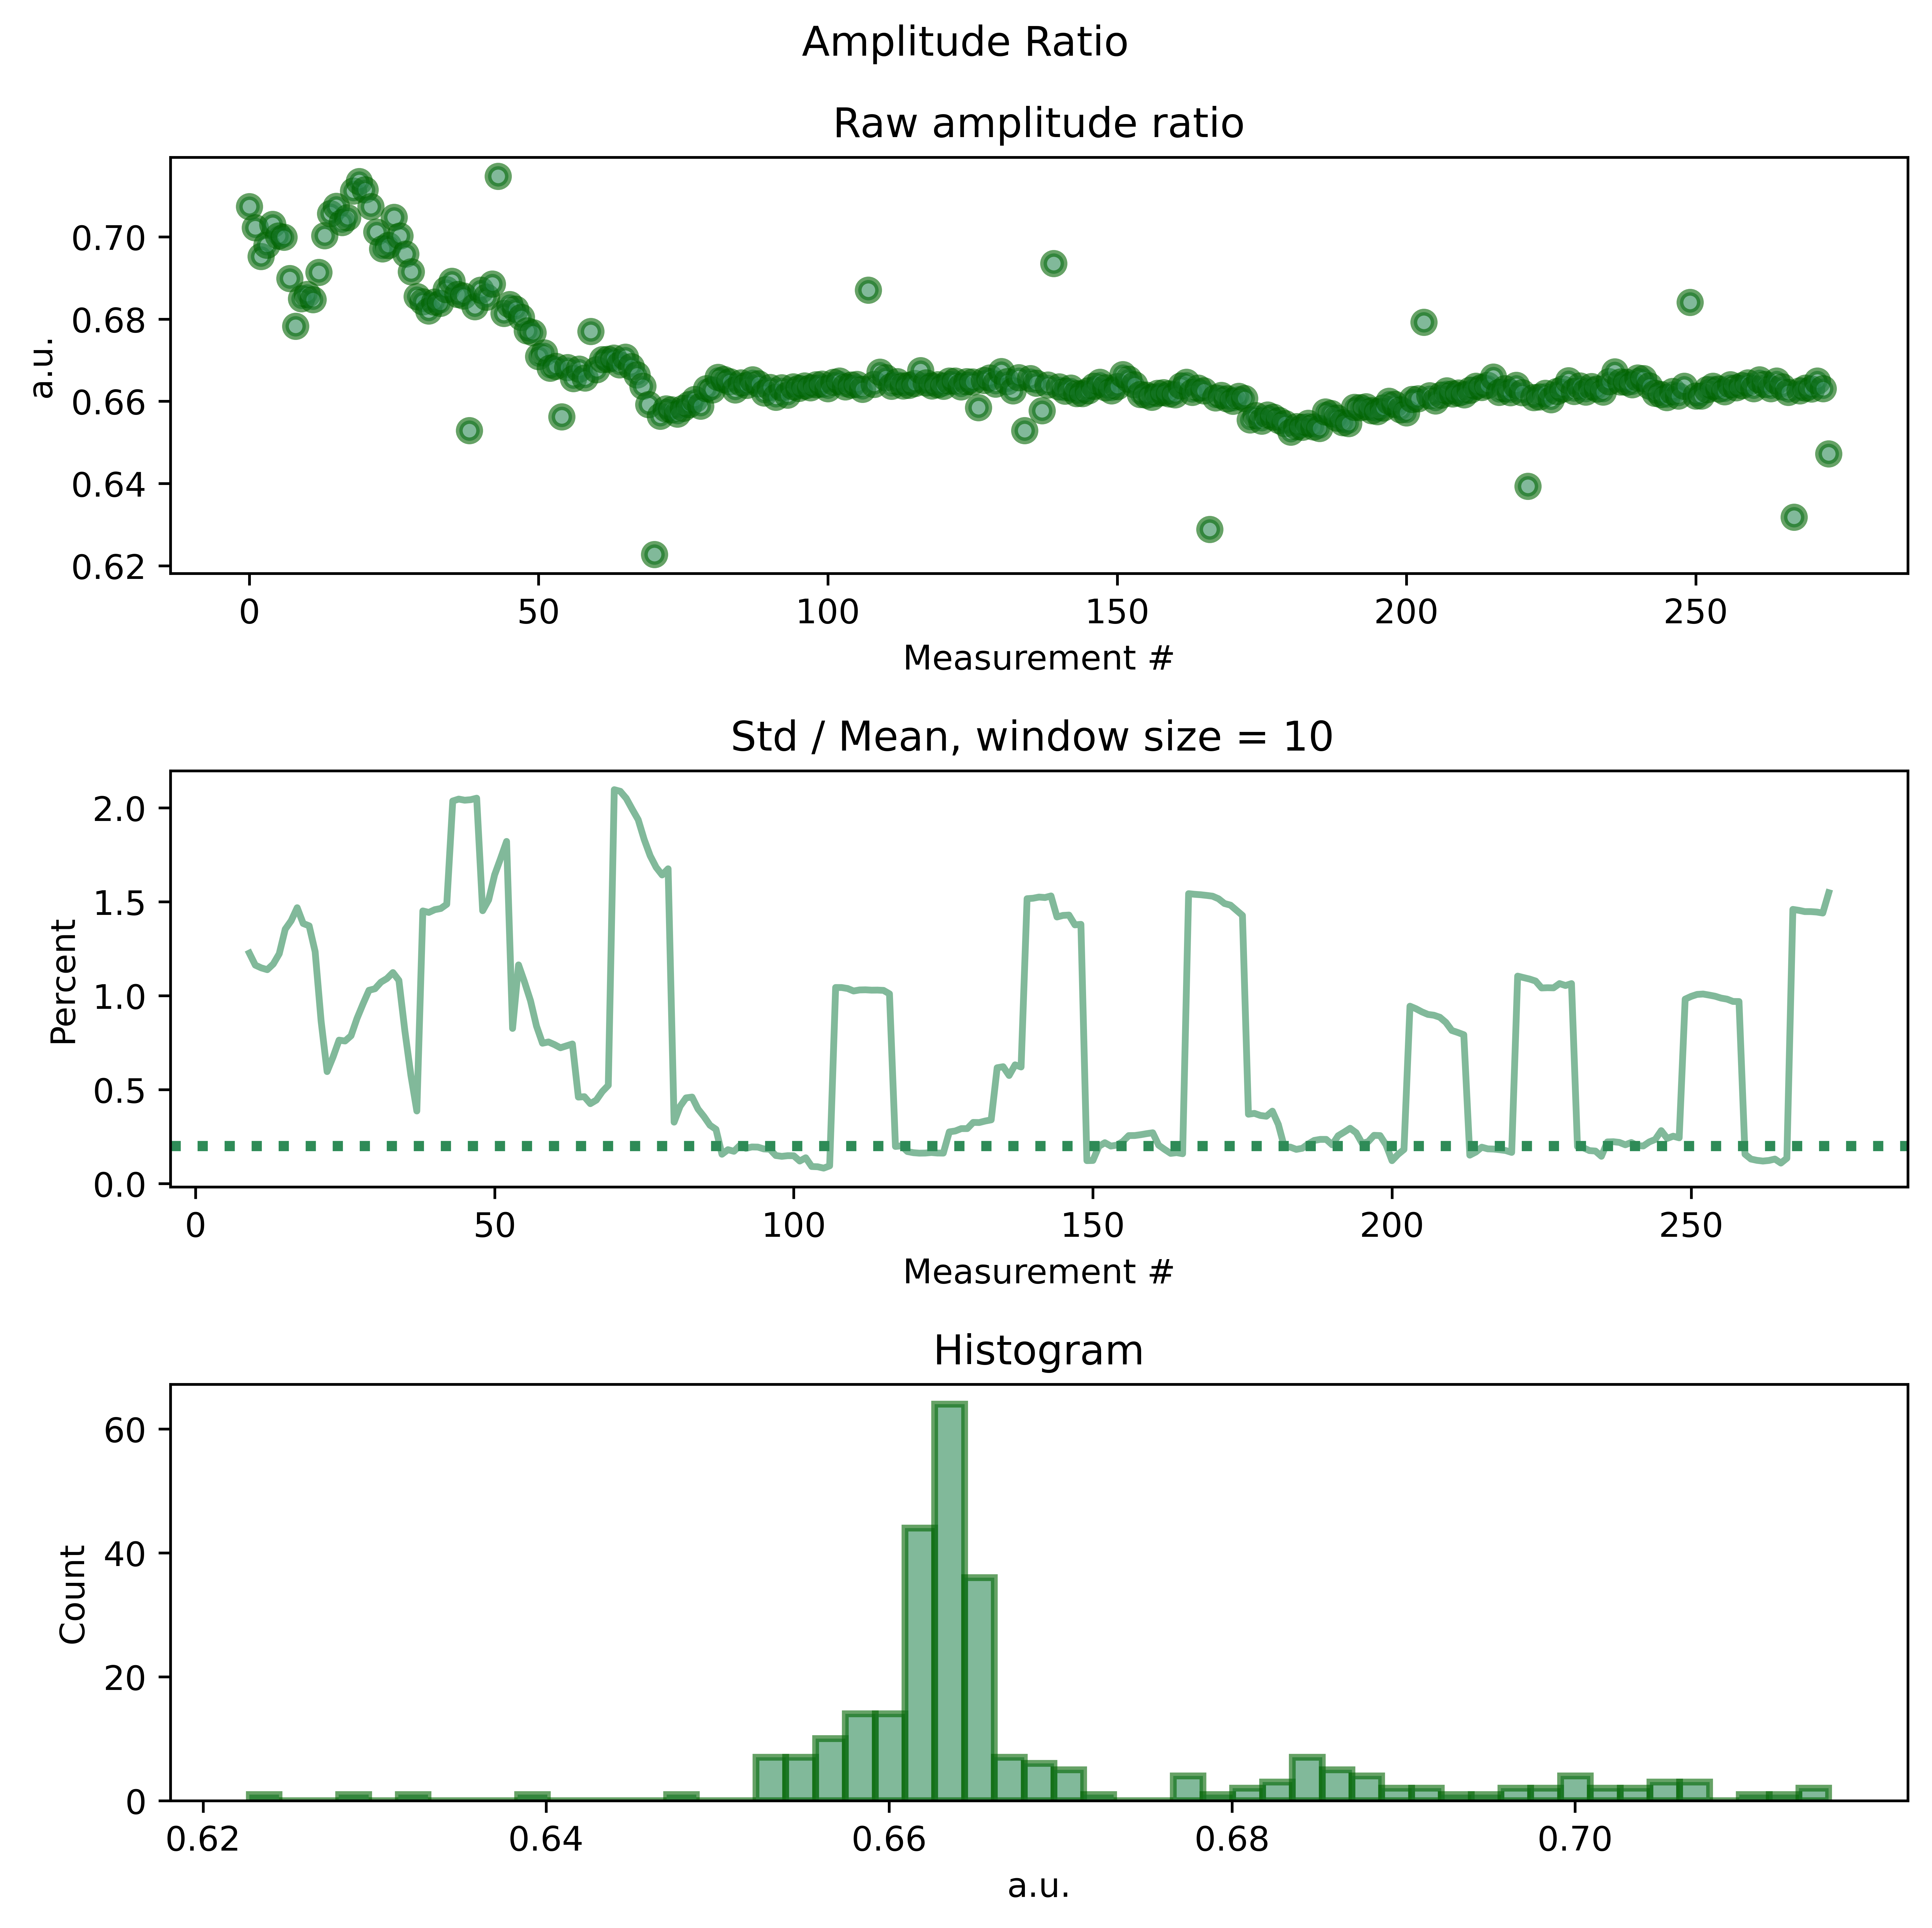 Amplitude Ratio
Raw amplitude ratio
a.u.
0.70
0.68
0.66
0.64
0.62
0 50 100 150 200 250
Measurement #
Std / Mean, window size = 10
Percent
2.0
1.5
1.0
0.5
0.0
0 50 100 150 200 250
Measurement #
Histogram
Count
60
40
20
0
0.62 0.64 0.66 0.68 0.70
a.u.